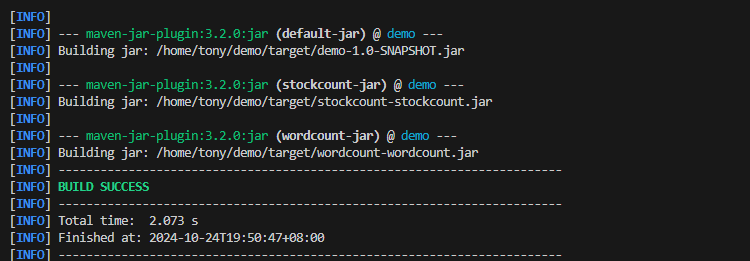 [INFO]
[INFO] --- maven-jar-plugin:3.2.0:jar (default-jar) @ demo ---
[INFO] Building jar: /home/tony/demo/target/demo-1.0-SNAPSHOT.jar
[INFO]
[INFO] --- maven-jar-plugin:3.2.0:jar (stockcount-jar) @ demo ---
[INFO] Building jar: /home/tony/demo/target/stockcount-stockcount.jar
[INFO]
[INFO] --- maven-jar-plugin:3.2.0:jar (wordcount-jar) @ demo ---
[INFO] Building jar: /home/tony/demo/target/wordcount-wordcount.jar
[INFO] ------------------------------------------------------------------------
[INFO] BUILD SUCCESS
[INFO] ------------------------------------------------------------------------
[INFO] Total time:  2.073 s
[INFO] Finished at: 2024-10-24T19:50:47+08:00
[INFO] ------------------------------------------------------------------------